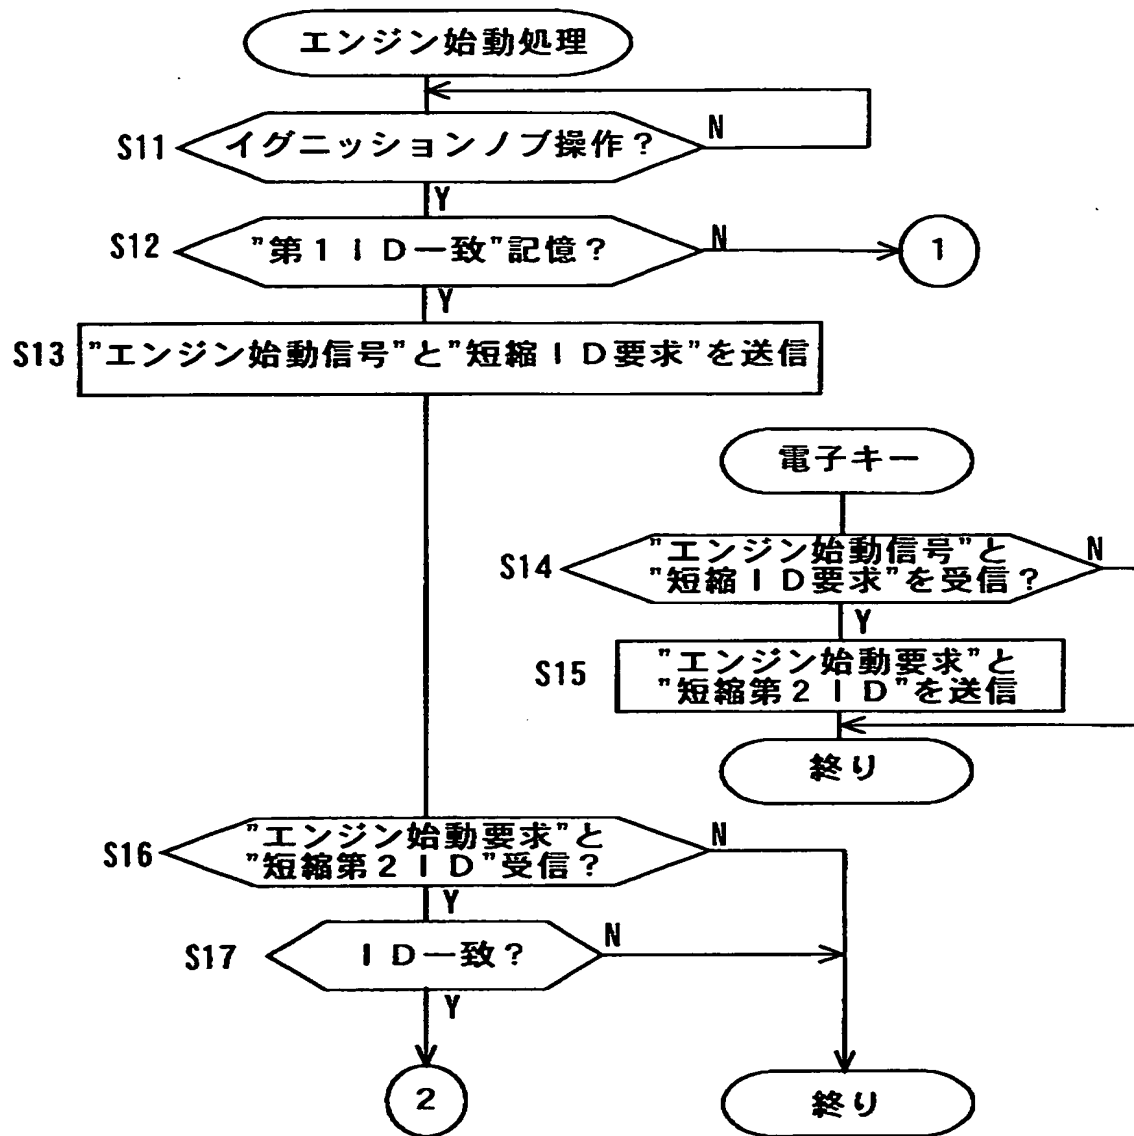 エンジン始動処理
S11 イグニッションノブ操作? N
Y
S12 "第1ID一致"記憶? N 1
Y
S13 "エンジン始動信号"と"短縮ID要求"を送信
電子キー
S14 "エンジン始動信号"と
"短縮ID要求"を受信? N
Y
S15 "エンジン始動要求"と
"短縮第2ID"を送信
終り
S16 "エンジン始動要求"と
"短縮第2ID"受信? N
Y
S17 ID一致? N
Y
2 終り